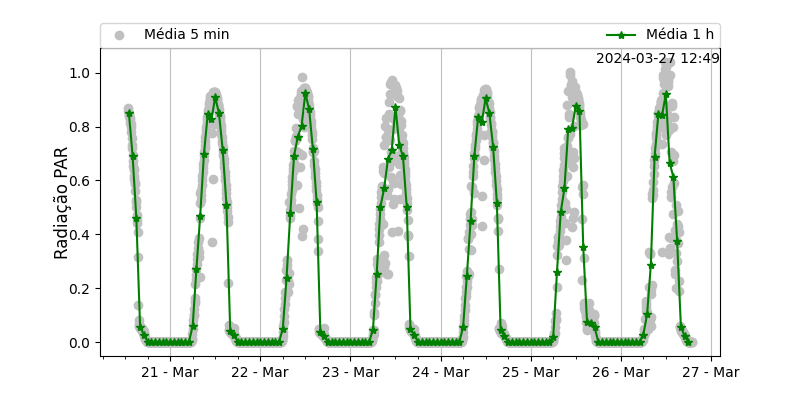 Média 5 min
Média 1 h
2024-03-27 12:49
Radiação PAR
1.0
0.8
0.6
0.4
0.2
0.0
21 - Mar
22 - Mar
23 - Mar
24 - Mar
25 - Mar
26 - Mar
27 - Mar